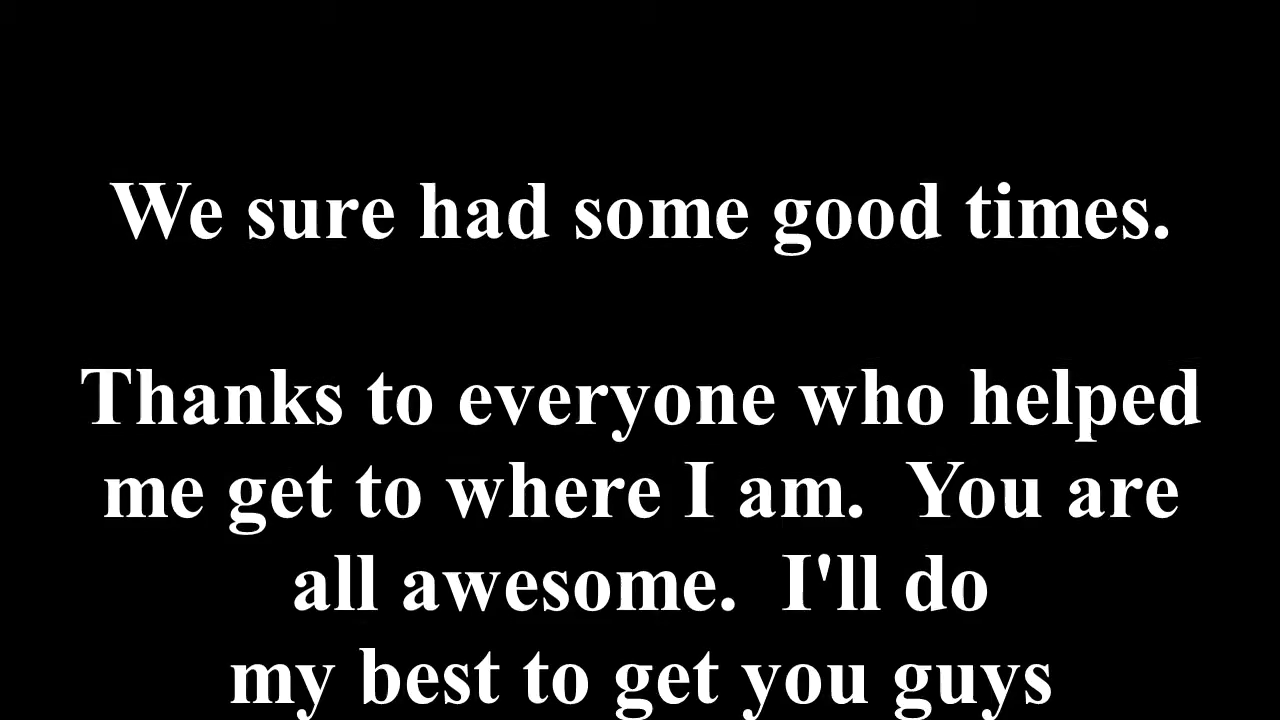 We sure had some good times.
Thanks to everyone who helped
me get to where I am.  You are
all awesome.  I'll do
my best to get you guys